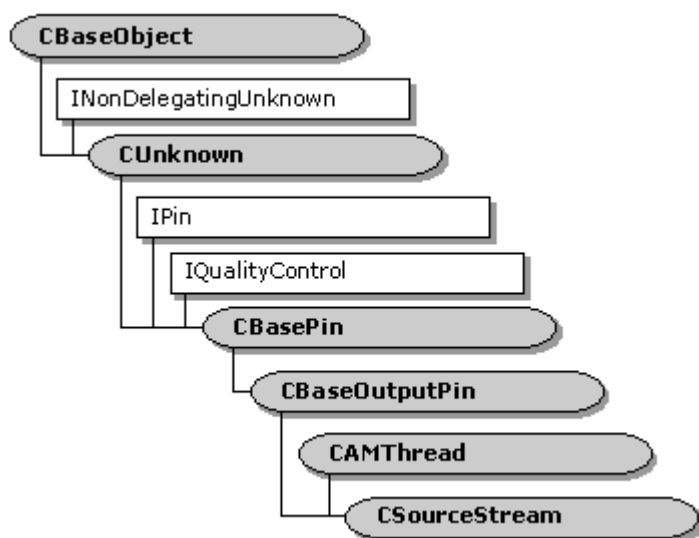 CBaseObject
INonDelegatingUnknown
CUnknown
IPin
IQualityControl
CBasePin
CBaseOutputPin
CAMThread
CSourceStream